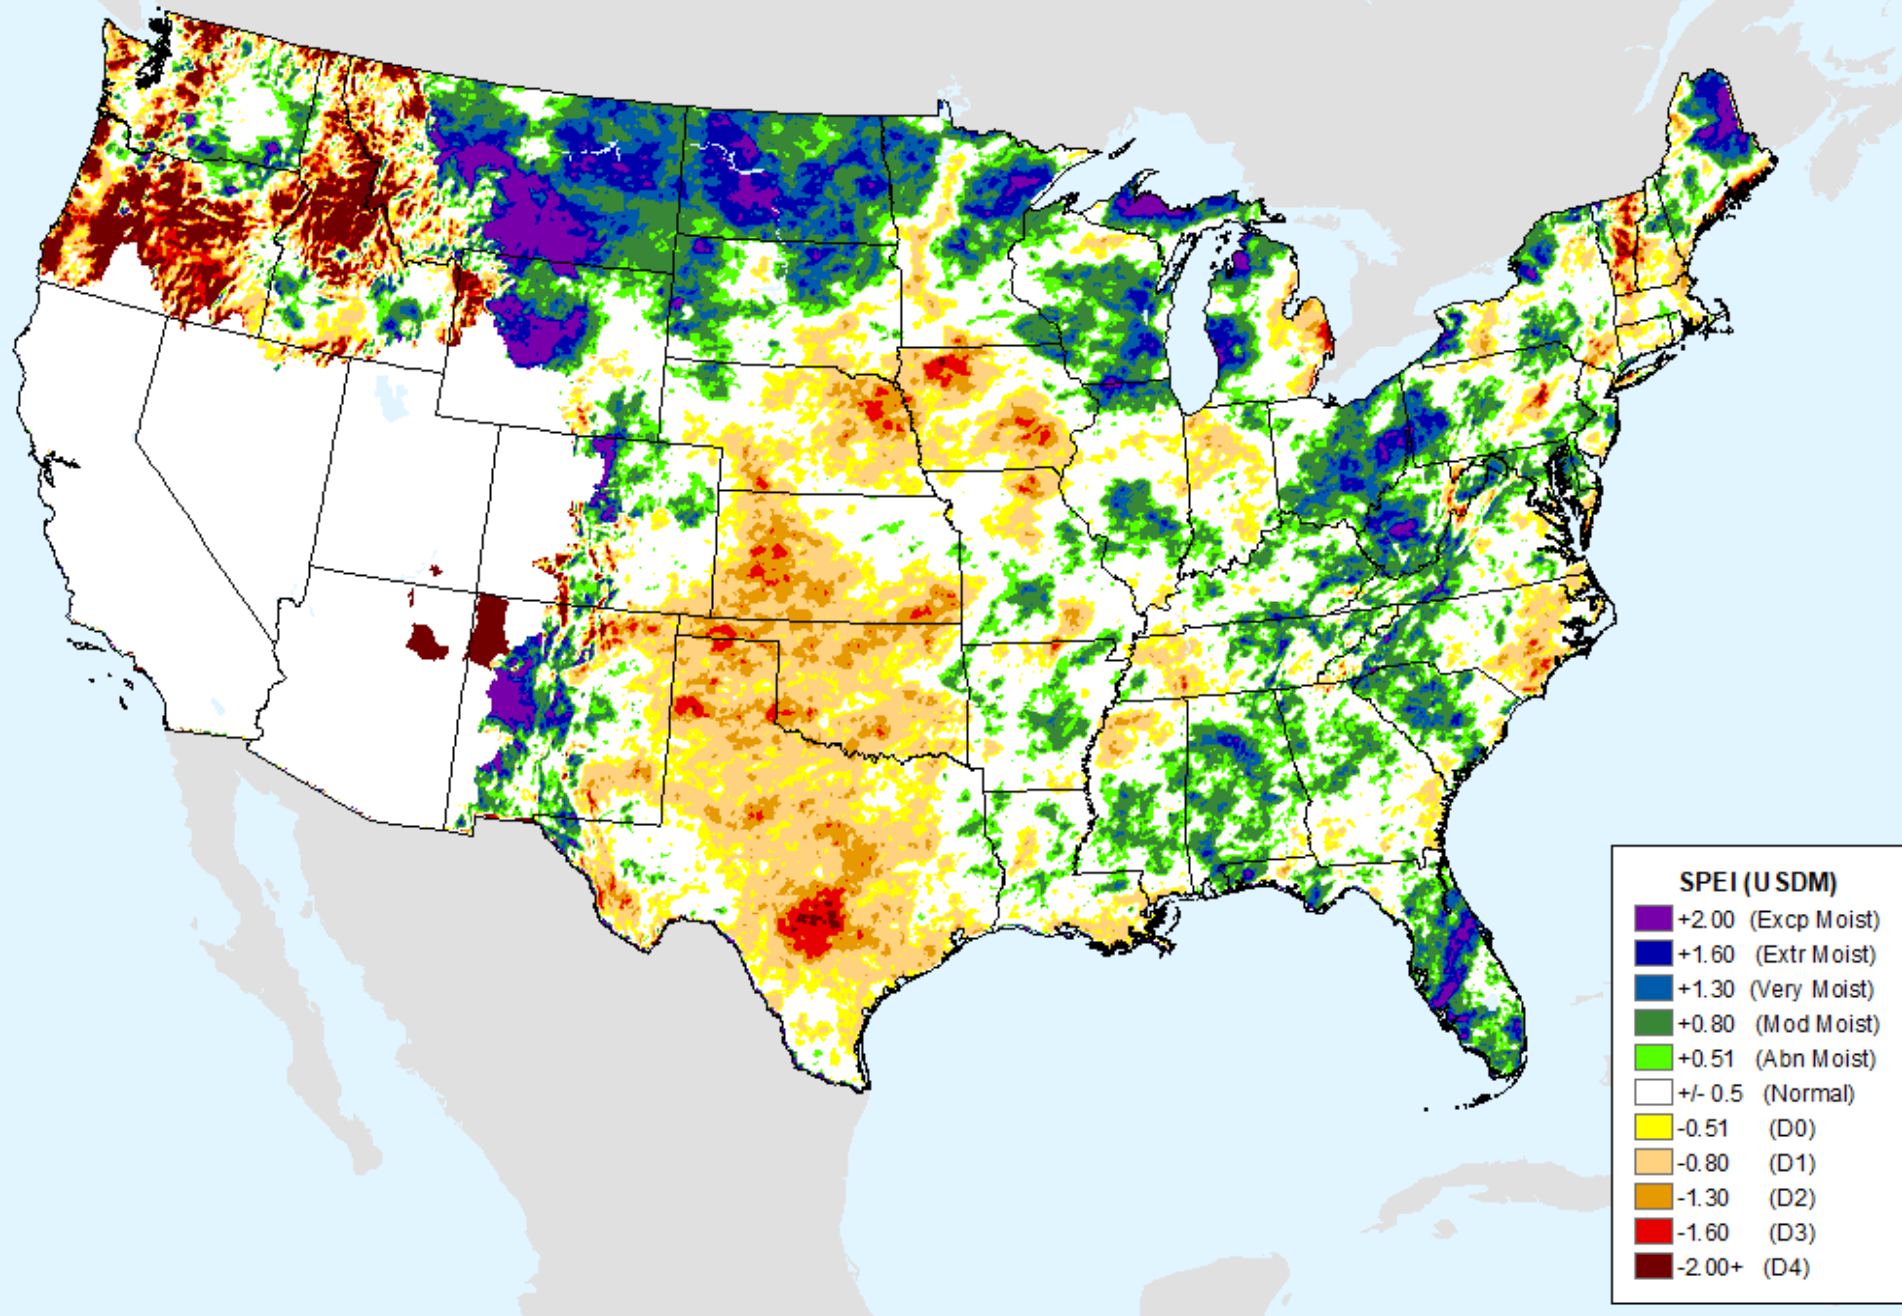 SPEI (USDM)
+2.00 (Excp Moist)
+1.60 (Extr Moist)
+1.30 (Very Moist)
+0.80 (Mod Moist)
+0.51 (Abn Moist)
+/- 0.5 (Normal)
-0.51 (D0)
-0.80 (D1)
-1.30 (D2)
-1.60 (D3)
-2.00+ (D4)